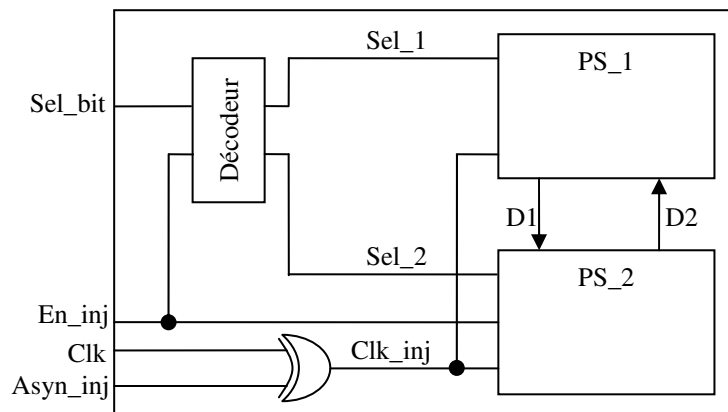 Sel_1
PS_1
Sel_bit
Décodeur
D1
D2
Sel_2
PS_2
En_inj
Clk
Clk_inj
Asyn_inj